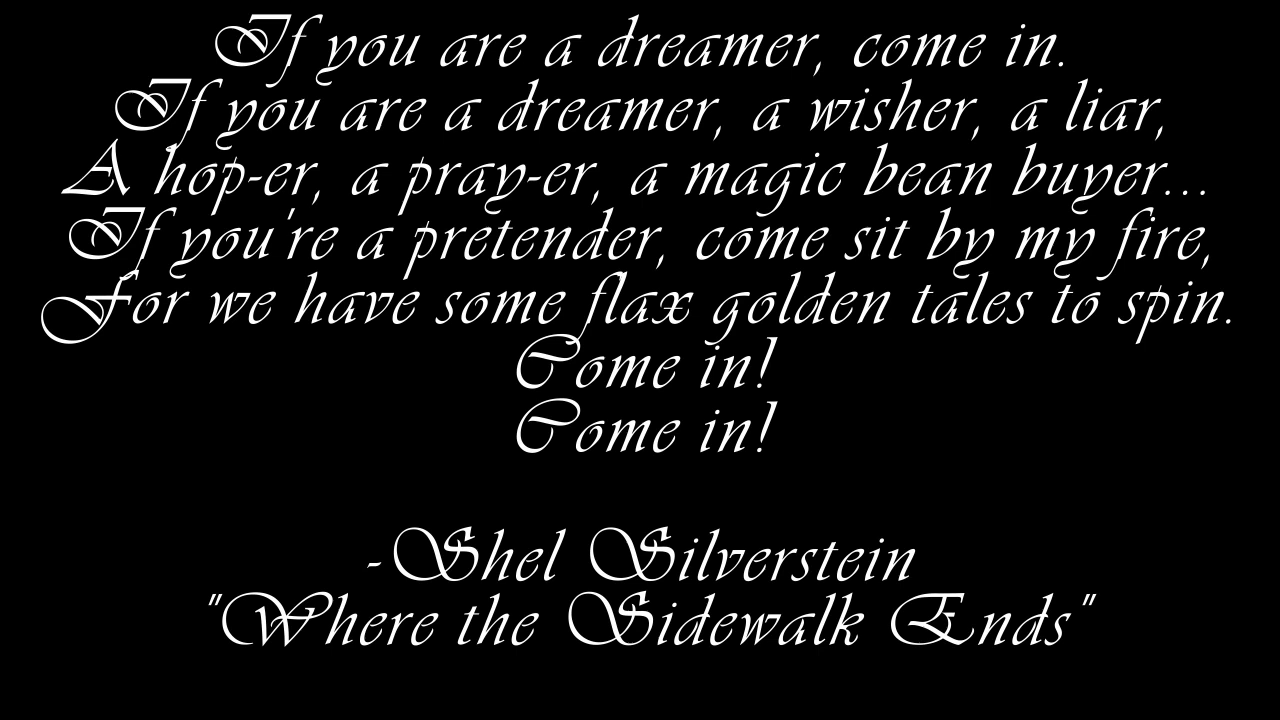 If you are a dreamer, come in.
If you are a dreamer, a wisher, a liar,
A hop-er, a pray-er, a magic bean buyer...
If you're a pretender, come sit by my fire,
For we have some flax golden tales to spin.
Come in!
Come in!
-Shel Silverstein
"Where the Sidewalk Ends"